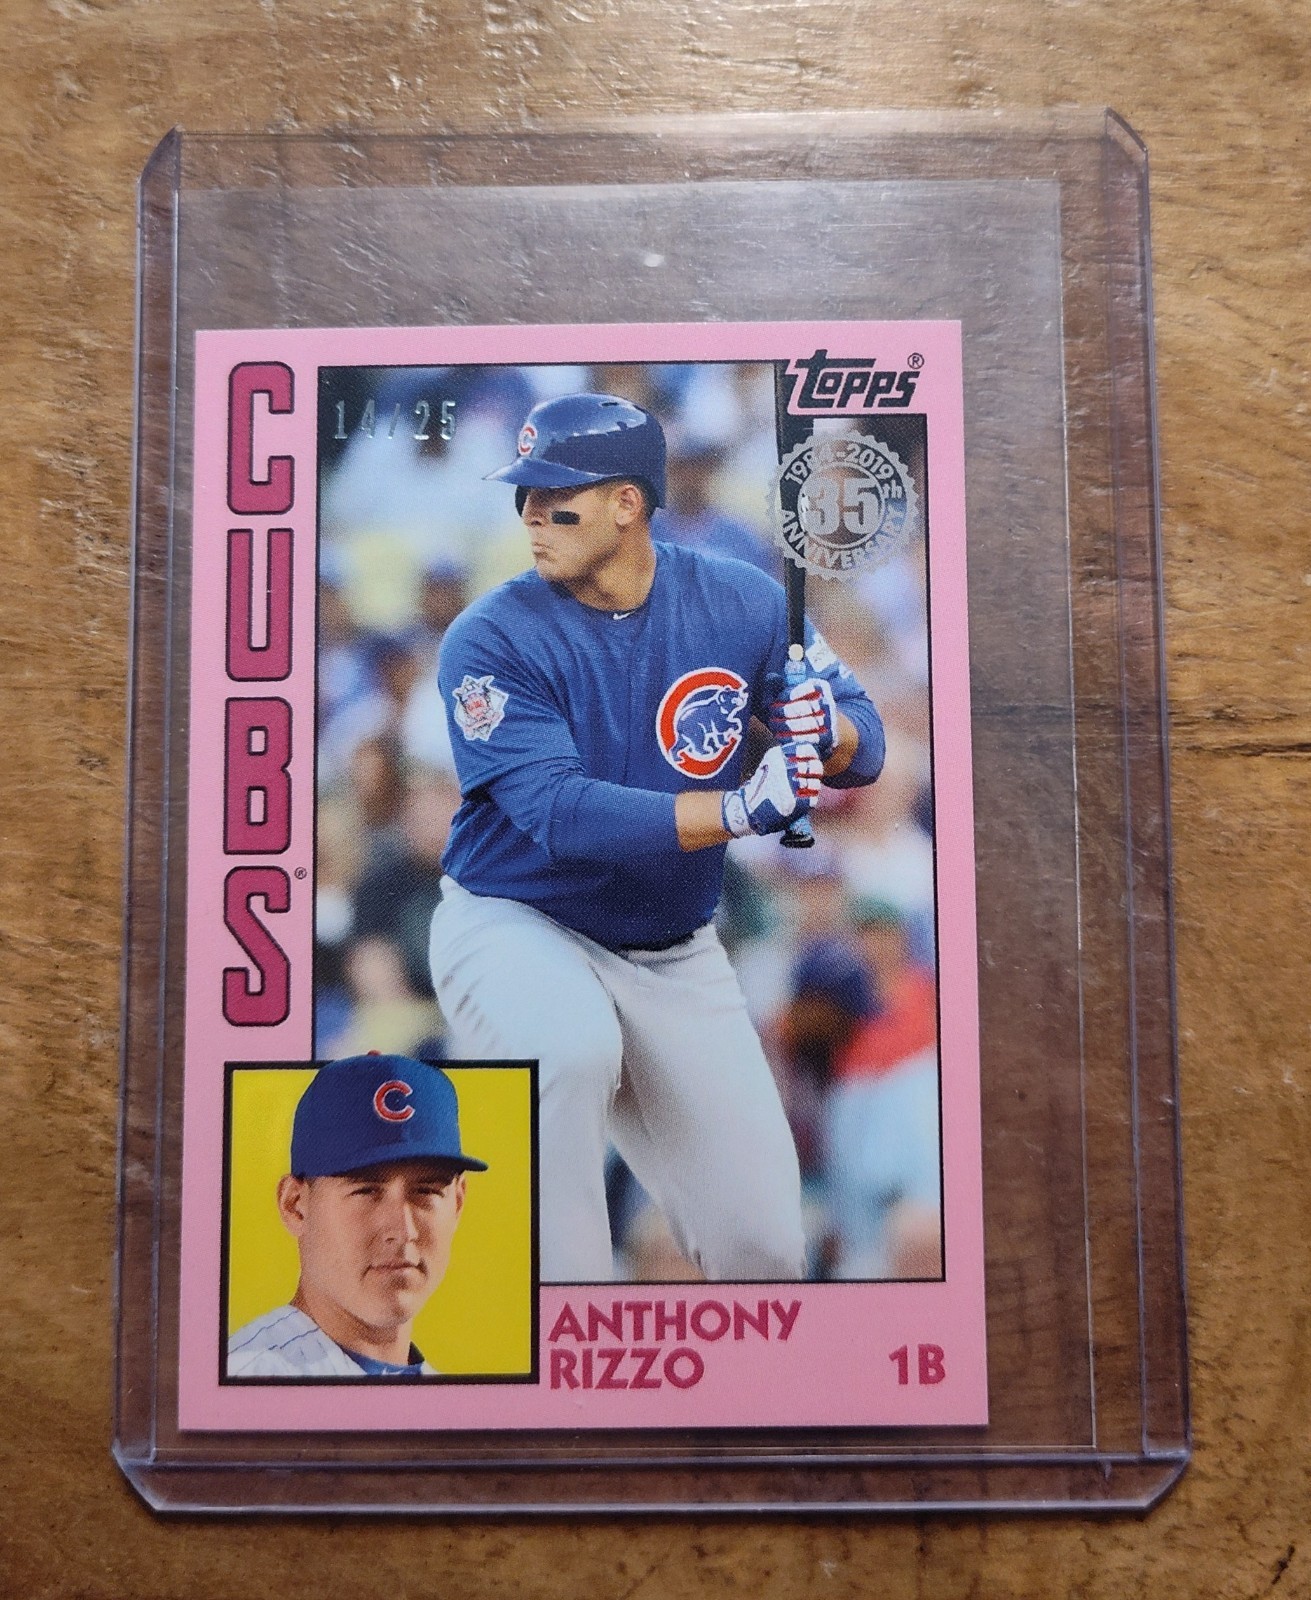 CUBS®
14/25
TOPPS®
1984-2019
35th
ANNIVERSARY
C
C
ANTHONY
RIZZO
1B